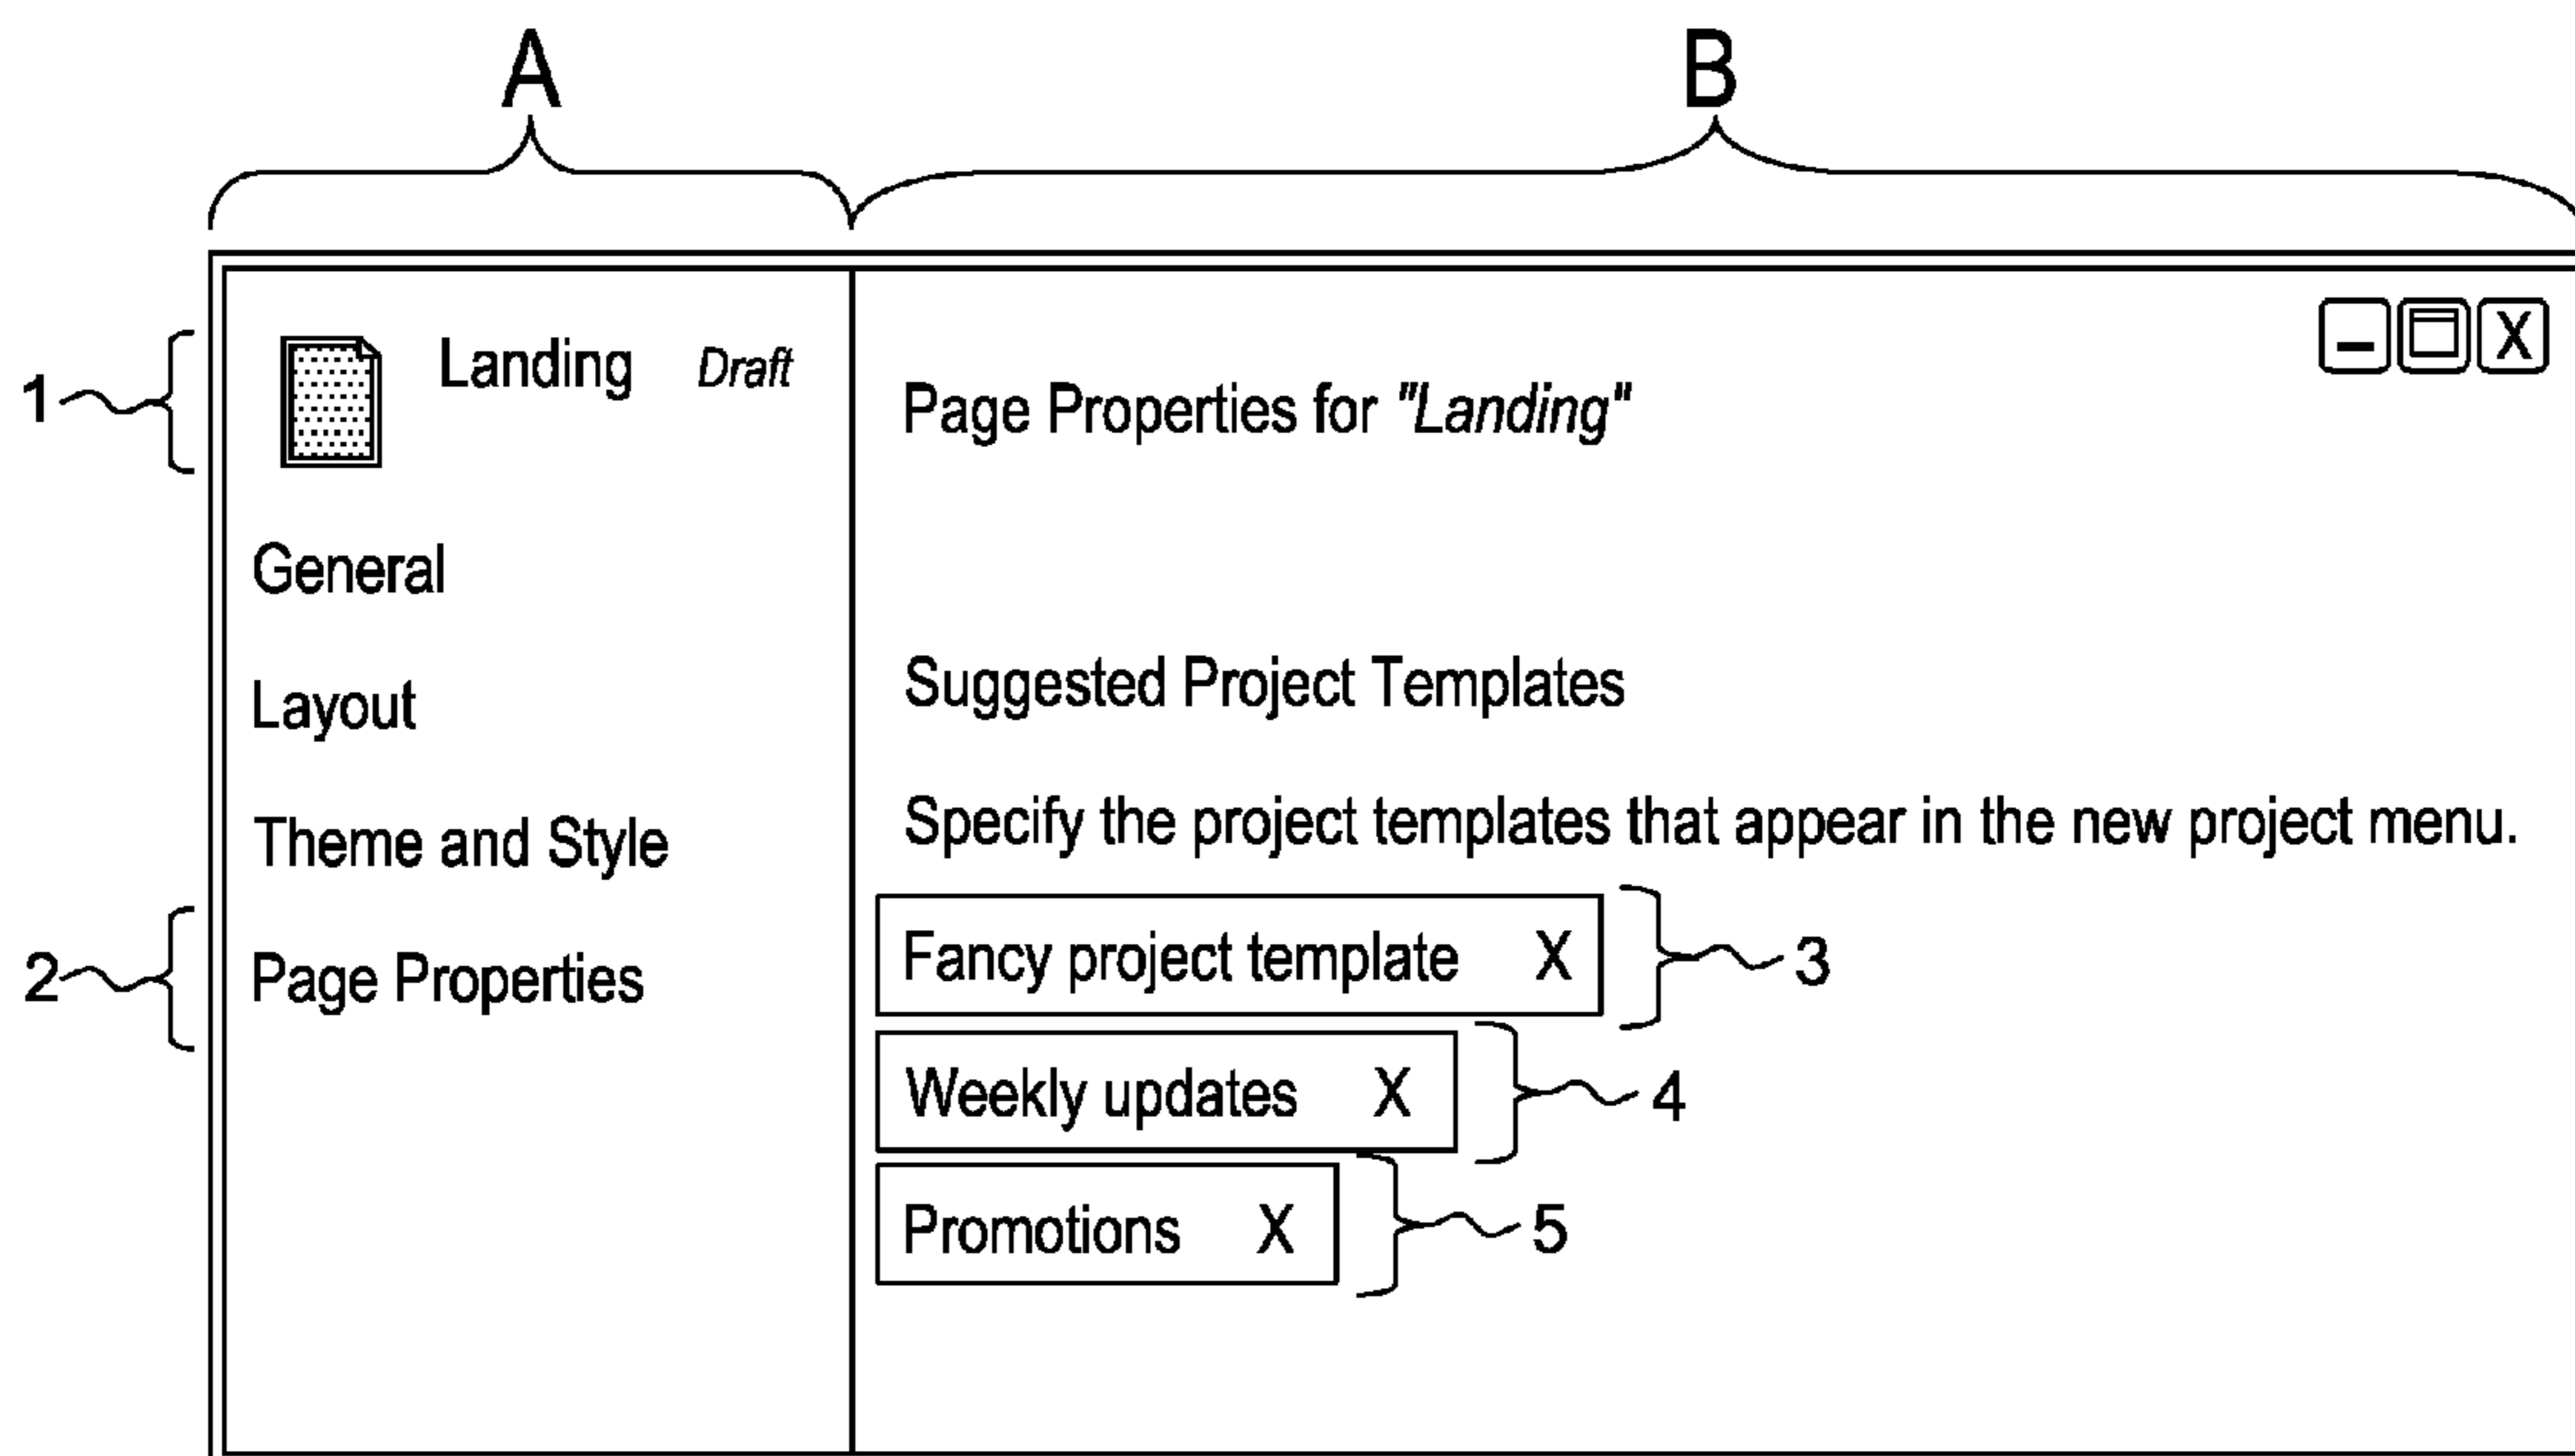 A
B
1
Landing Draft
General
Layout
Theme and Style
2
Page Properties
X
Page Properties for "Landing"
Suggested Project Templates
Specify the project templates that appear in the new project menu.
Fancy project template X
3
Weekly updates X
4
Promotions X
5